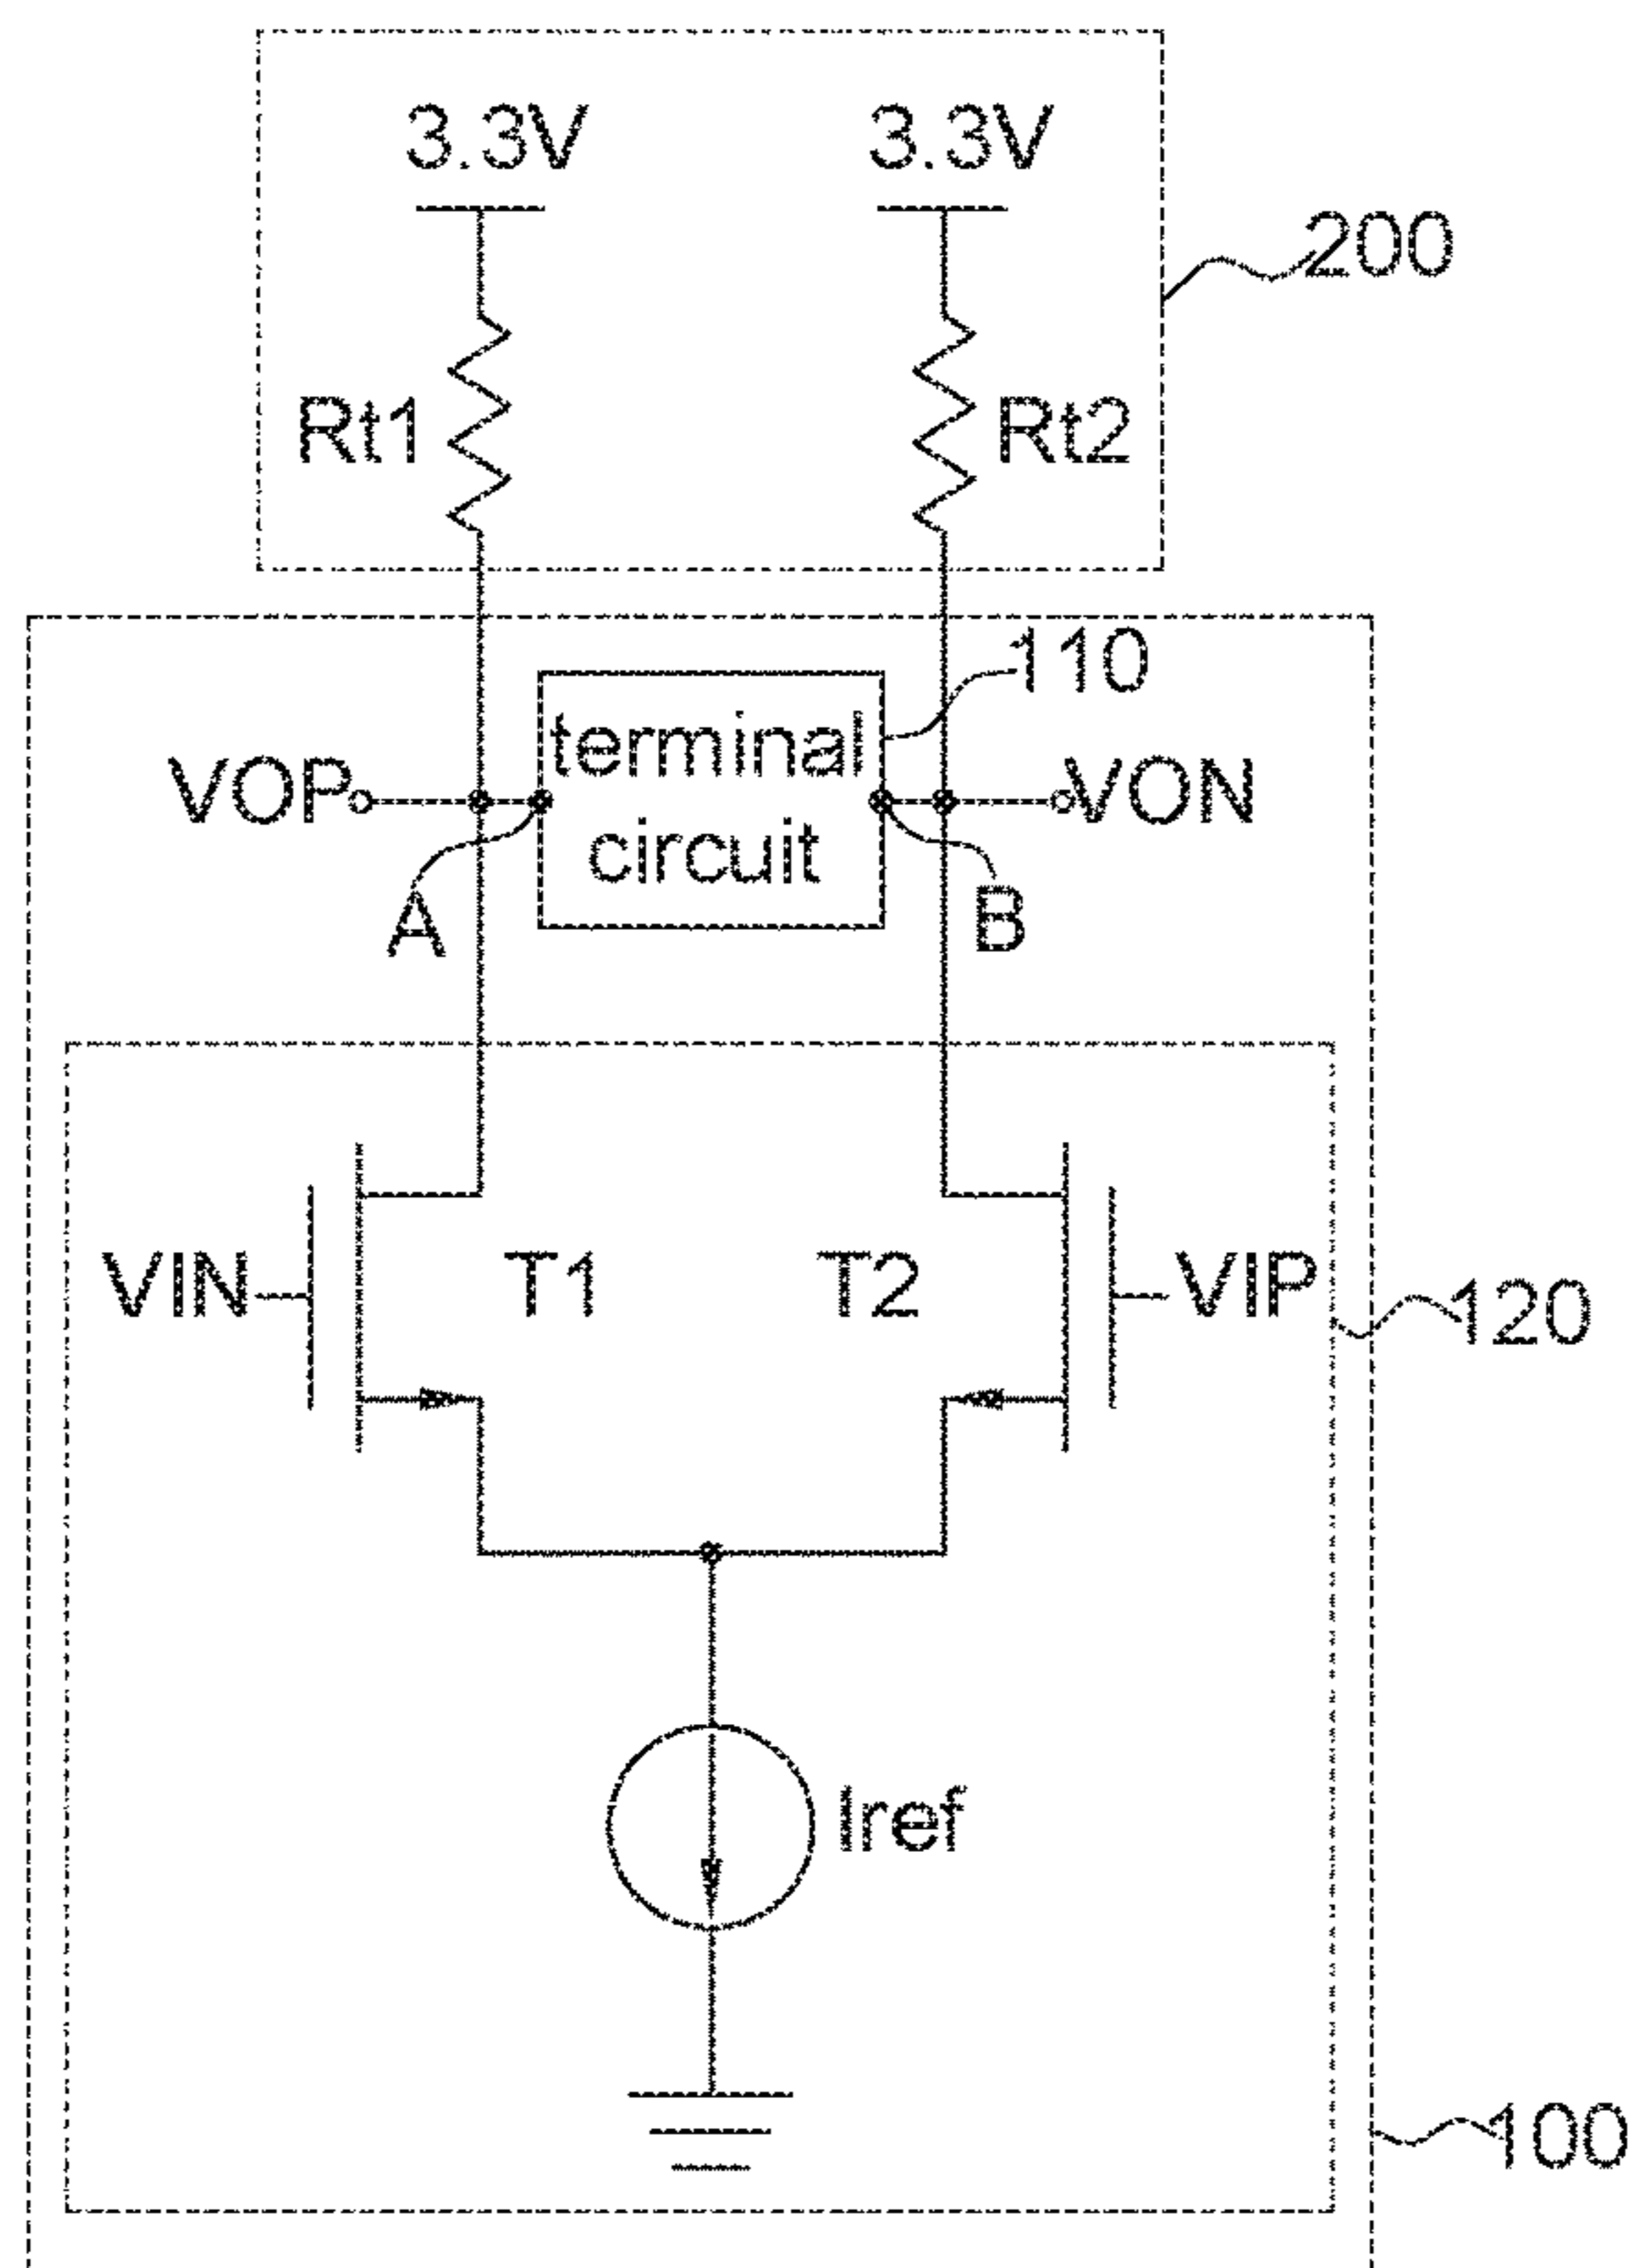 3.3V 3.3V
200
Rt1 Rt2
110
terminal
circuit
VOP VON
A B
VIN T1 T2 VIP
120
Iref
100